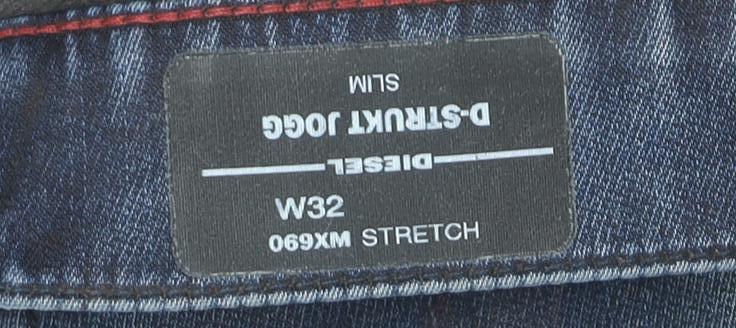 SLIM
D-STRUKT JOGG
DIESEL
W32
069XM STRETCH